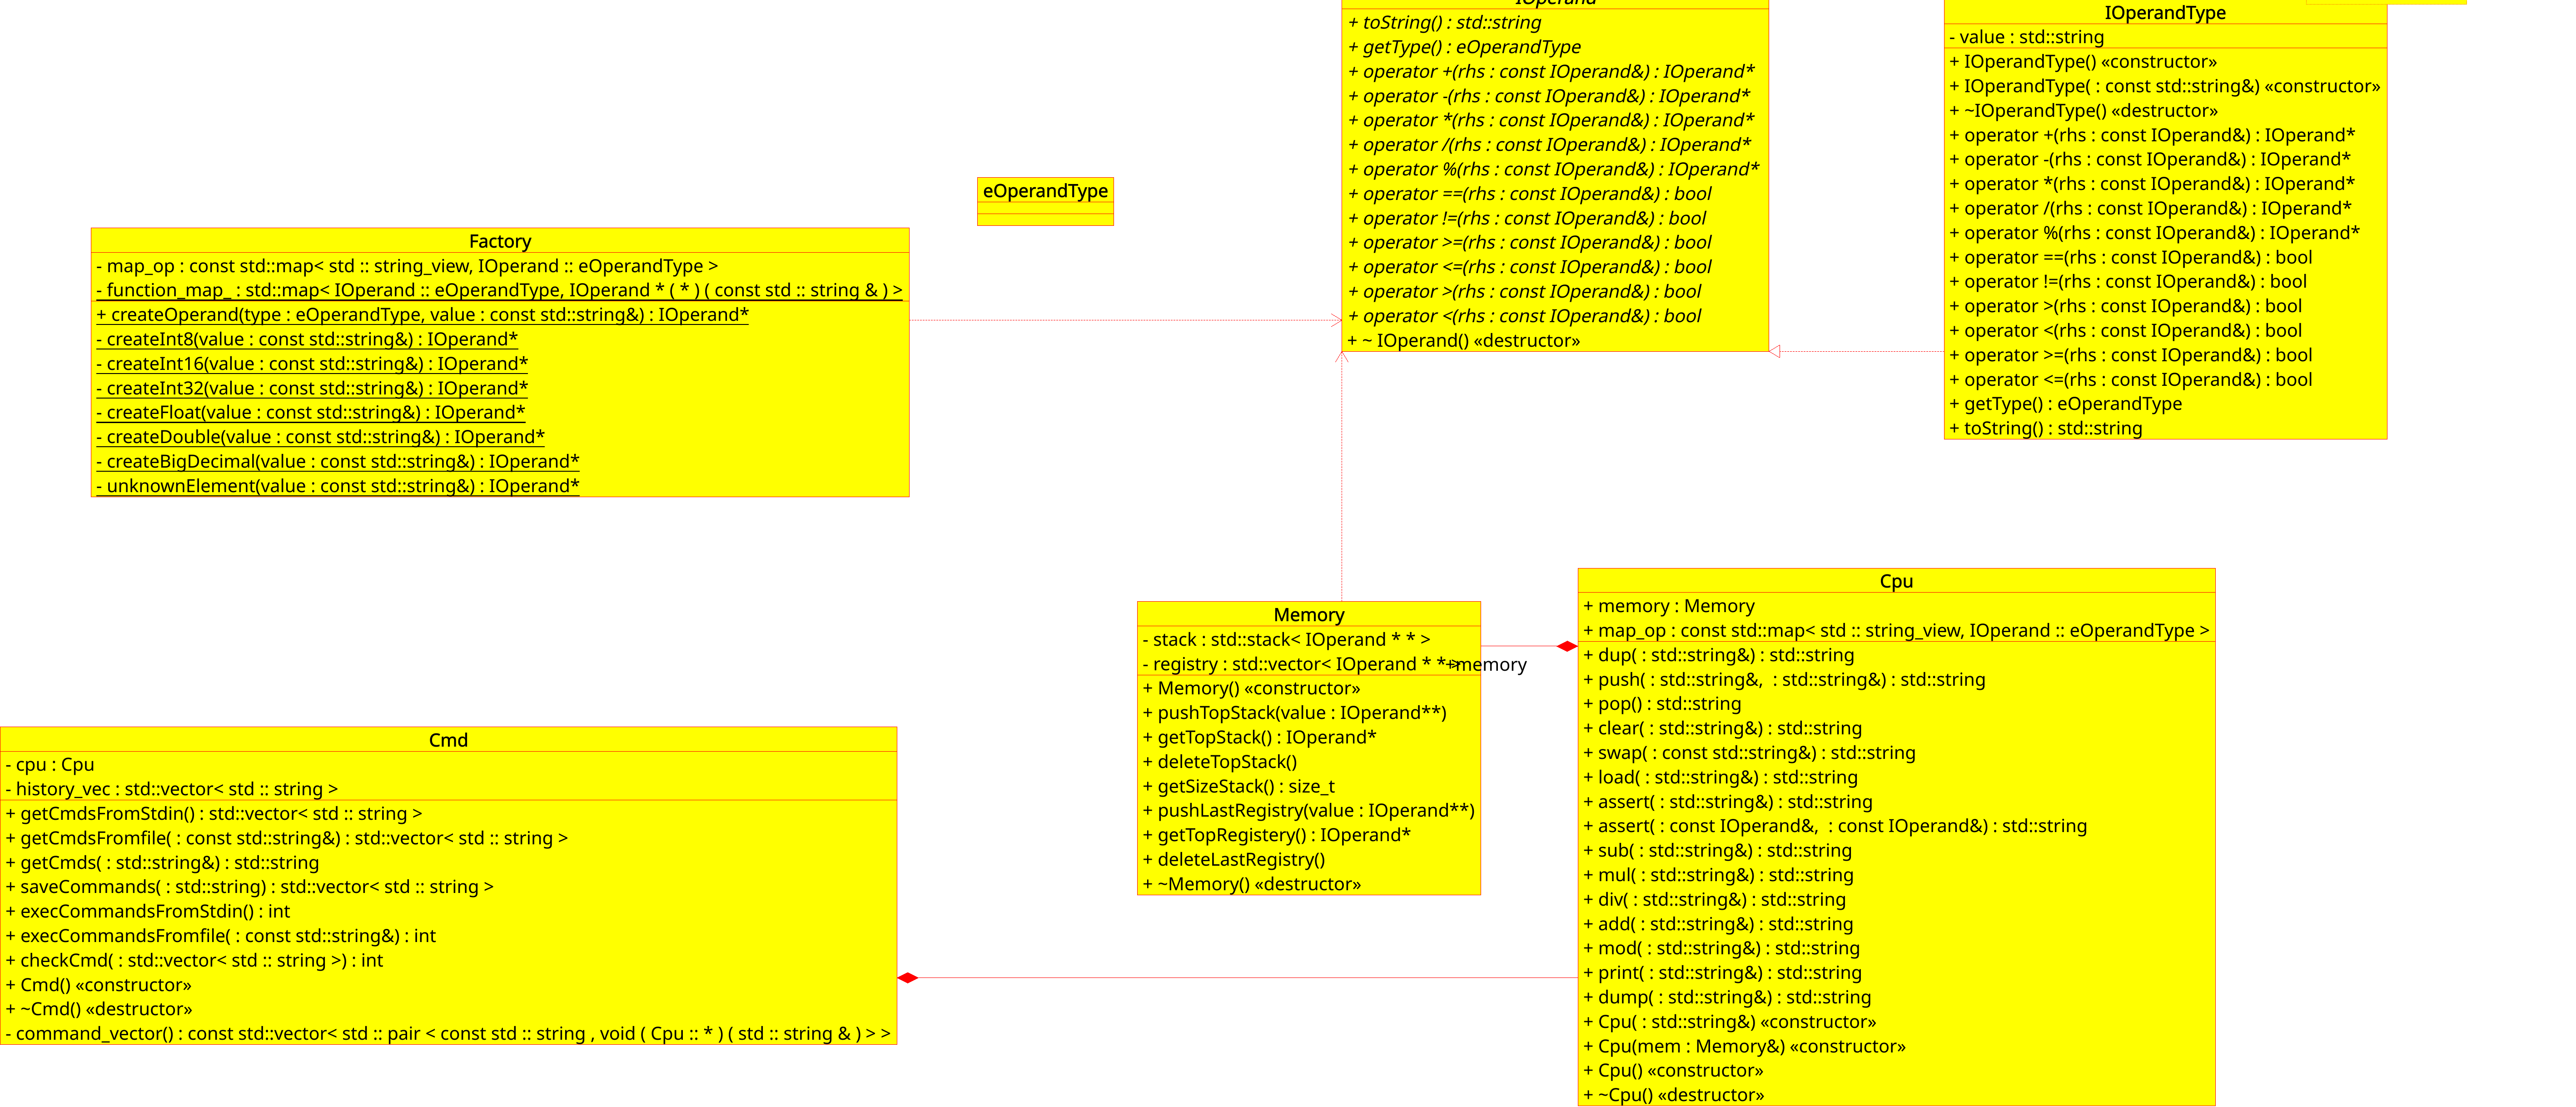 IOperand
+ toString() : std::string
+ getType() : eOperandType
+ operator +(rhs : const IOperand&) : IOperand*
+ operator -(rhs : const IOperand&) : IOperand*
+ operator *(rhs : const IOperand&) : IOperand*
+ operator /(rhs : const IOperand&) : IOperand*
+ operator %(rhs : const IOperand&) : IOperand*
+ operator ==(rhs : const IOperand&) : bool
+ operator !=(rhs : const IOperand&) : bool
+ operator >=(rhs : const IOperand&) : bool
+ operator <=(rhs : const IOperand&) : bool
+ operator >(rhs : const IOperand&) : bool
+ operator <(rhs : const IOperand&) : bool
+ ~ IOperand() «destructor»
IOperandType
- value : std::string
+ IOperandType() «constructor»
+ IOperandType( : const std::string&) «constructor»
+ ~IOperandType() «destructor»
+ operator +(rhs : const IOperand&) : IOperand*
+ operator -(rhs : const IOperand&) : IOperand*
+ operator *(rhs : const IOperand&) : IOperand*
+ operator /(rhs : const IOperand&) : IOperand*
+ operator %(rhs : const IOperand&) : IOperand*
+ operator ==(rhs : const IOperand&) : bool
+ operator !=(rhs : const IOperand&) : bool
+ operator >(rhs : const IOperand&) : bool
+ operator <(rhs : const IOperand&) : bool
+ operator >=(rhs : const IOperand&) : bool
+ operator <=(rhs : const IOperand&) : bool
+ getType() : eOperandType
+ toString() : std::string
eOperandType
Factory
- map_op : const std::map< std :: string_view, IOperand :: eOperandType >
- function_map_ : std::map< IOperand :: eOperandType, IOperand * ( * ) ( const std :: string & ) >
+ createOperand(type : eOperandType, value : const std::string&) : IOperand*
- createInt8(value : const std::string&) : IOperand*
- createInt16(value : const std::string&) : IOperand*
- createInt32(value : const std::string&) : IOperand*
- createFloat(value : const std::string&) : IOperand*
- createDouble(value : const std::string&) : IOperand*
- createBigDecimal(value : const std::string&) : IOperand*
- unknownElement(value : const std::string&) : IOperand*
Memory
- stack : std::stack< IOperand * * >
- registry : std::vector< IOperand * * >
+memory
+ Memory() «constructor»
+ pushTopStack(value : IOperand**)
+ getTopStack() : IOperand*
+ deleteTopStack()
+ getSizeStack() : size_t
+ pushLastRegistry(value : IOperand**)
+ getTopRegistery() : IOperand*
+ deleteLastRegistry()
+ ~Memory() «destructor»
Cpu
+ memory : Memory
+ map_op : const std::map< std :: string_view, IOperand :: eOperandType >
+ dup( : std::string&) : std::string
+ push( : std::string&,  : std::string&) : std::string
+ pop() : std::string
+ clear( : std::string&) : std::string
+ swap( : const std::string&) : std::string
+ load( : std::string&) : std::string
+ assert( : std::string&) : std::string
+ assert( : const IOperand&,  : const IOperand&) : std::string
+ sub( : std::string&) : std::string
+ mul( : std::string&) : std::string
+ div( : std::string&) : std::string
+ add( : std::string&) : std::string
+ mod( : std::string&) : std::string
+ print( : std::string&) : std::string
+ dump( : std::string&) : std::string
+ Cpu( : std::string&) «constructor»
+ Cpu(mem : Memory&) «constructor»
+ Cpu() «constructor»
+ ~Cpu() «destructor»
Cmd
- cpu : Cpu
- history_vec : std::vector< std :: string >
+ getCmdsFromStdin() : std::vector< std :: string >
+ getCmdsFromfile( : const std::string&) : std::vector< std :: string >
+ getCmds( : std::string&) : std::string
+ saveCommands( : std::string) : std::vector< std :: string >
+ execCommandsFromStdin() : int
+ execCommandsFromfile( : const std::string&) : int
+ checkCmd( : std::vector< std :: string >) : int
+ Cmd() «constructor»
+ ~Cmd() «destructor»
- command_vector() : const std::vector< std :: pair < const std :: string , void ( Cpu :: * ) ( std :: string & ) > >